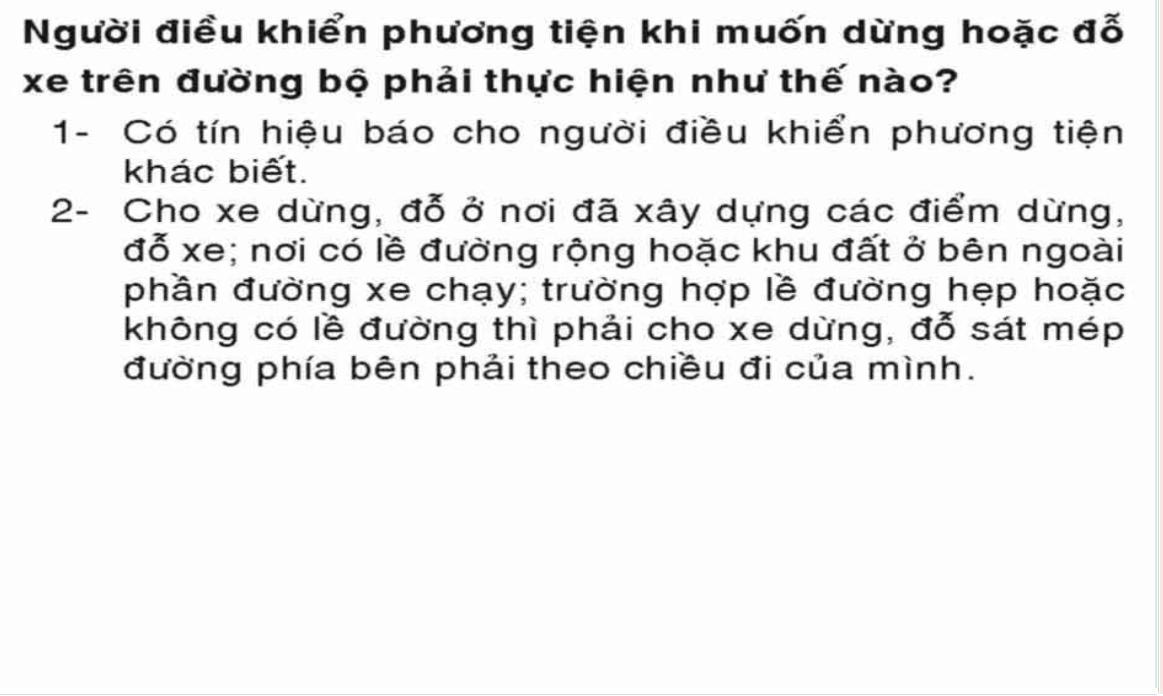 Người điều khiển phương tiện khi muốn dừng hoặc đỗ
xe trên đường bộ phải thực hiện như thế nào?
1- Có tín hiệu báo cho người điều khiển phương tiện
khác biết.
2- Cho xe dừng, đỗ ở nơi đã xây dựng các điểm dừng,
đỗ xe; nơi có lề đường rộng hoặc khu đất ở bên ngoài
phần đường xe chạy; trường hợp lề đường hẹp hoặc
không có lề đường thì phải cho xe dừng, đỗ sát mép
đường phía bên phải theo chiều đi của mình.